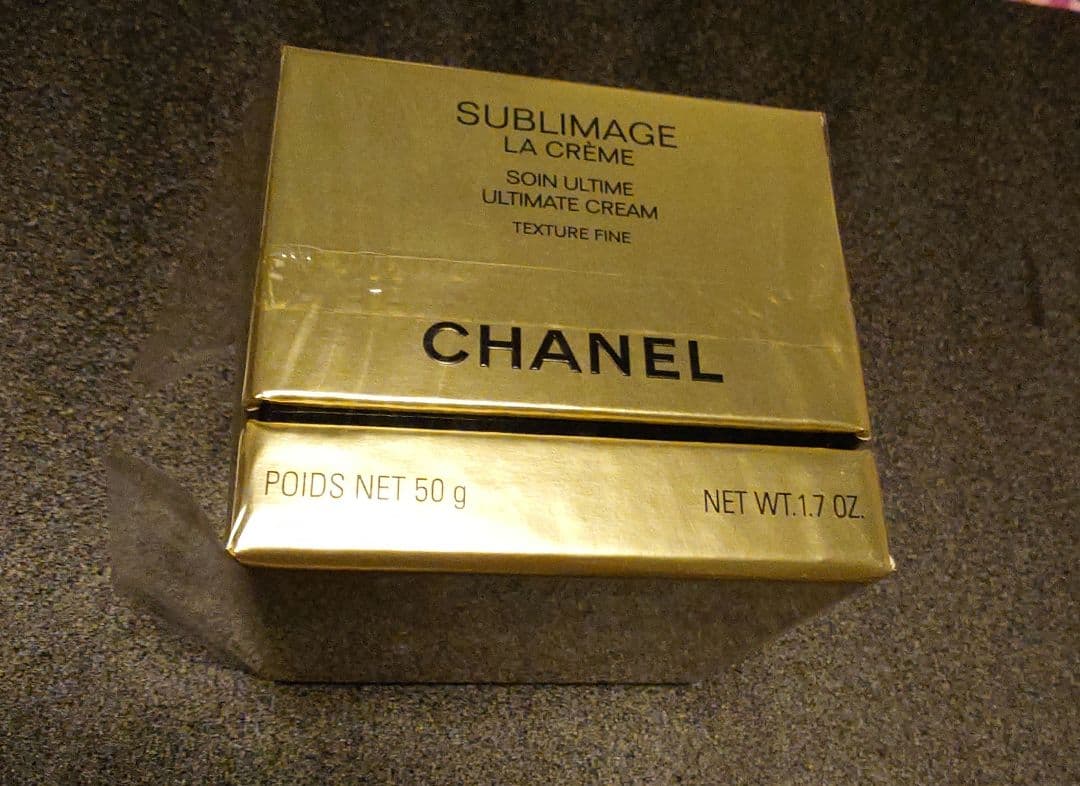 SUBLIMAGE
LA CRÈME
SOIN ULTIME
ULTIMATE CREAM
TEXTURE FINE
CHANEL
POIDS NET 50 g
NET WT.1.7 OZ.